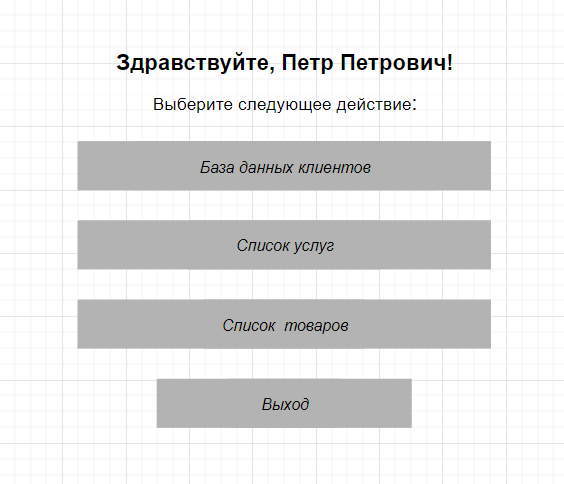 Здравствуйте, Петр Петрович!
Выберите следующее действие:
База данных клиентов
Список услуг
Список  товаров
Выход